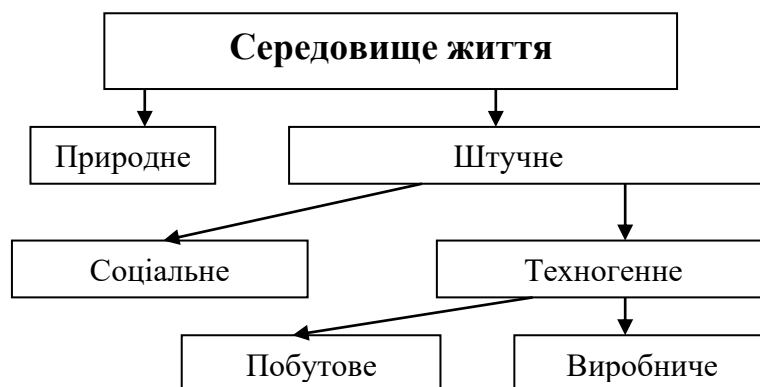 Середовище життя
Природне
Штучне
Соціальне
Техногенне
Побутове
Виробниче